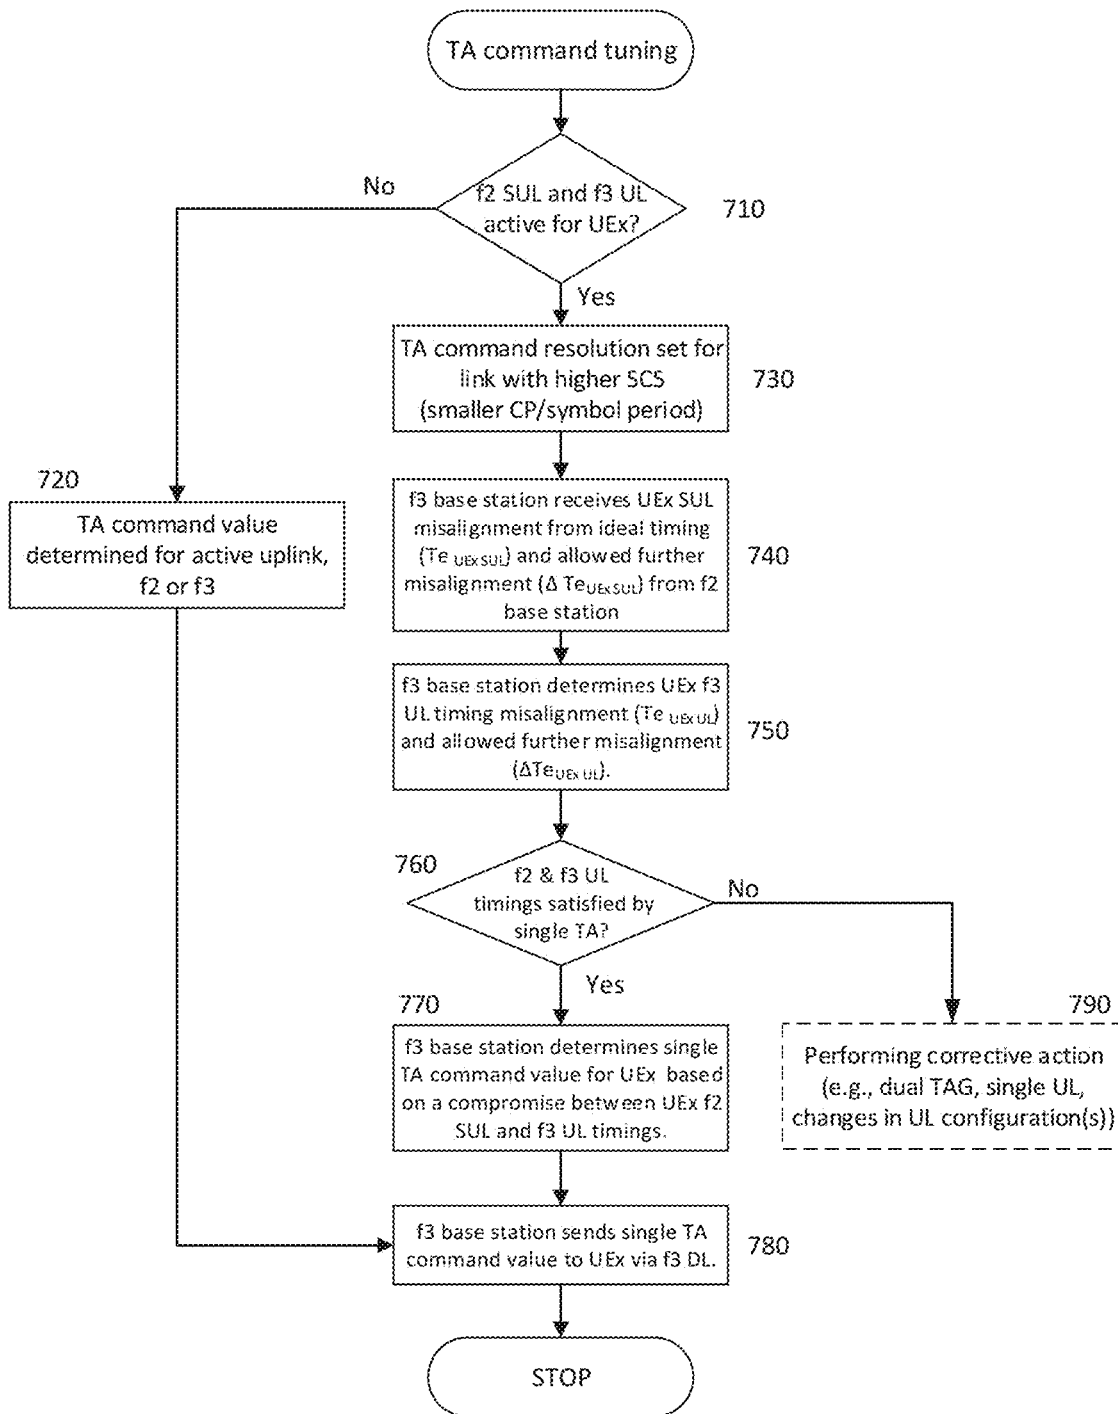 TA command tuning
No
f2 SUL and f3 UL
active for UEx?
710
Yes
TA command resolution set for
link with higher SCS
(smaller CP/symbol period)
730
720
TA command value
determined for active uplink,
f2 or f3
f3 base station receives UEx SUL
misalignment from ideal timing
(Te UEx SUL) and allowed further
misalignment (Δ TeUEx SUL) from f2
base station
740
f3 base station determines UEx f3
UL timing misalignment (Te UEx UL)
and allowed further misalignment
(ΔTeUEx UL).
750
760
f2 & f3 UL
timings satisfied by
single TA?
No
Yes
770
f3 base station determines single
TA command value for UEx based
on a compromise between UEx f2
SUL and f3 UL timings.
790
Performing corrective action
(e.g., dual TAG, single UL,
changes in UL configuration(s))
f3 base station sends single TA
command value to UEx via f3 DL.
780
STOP